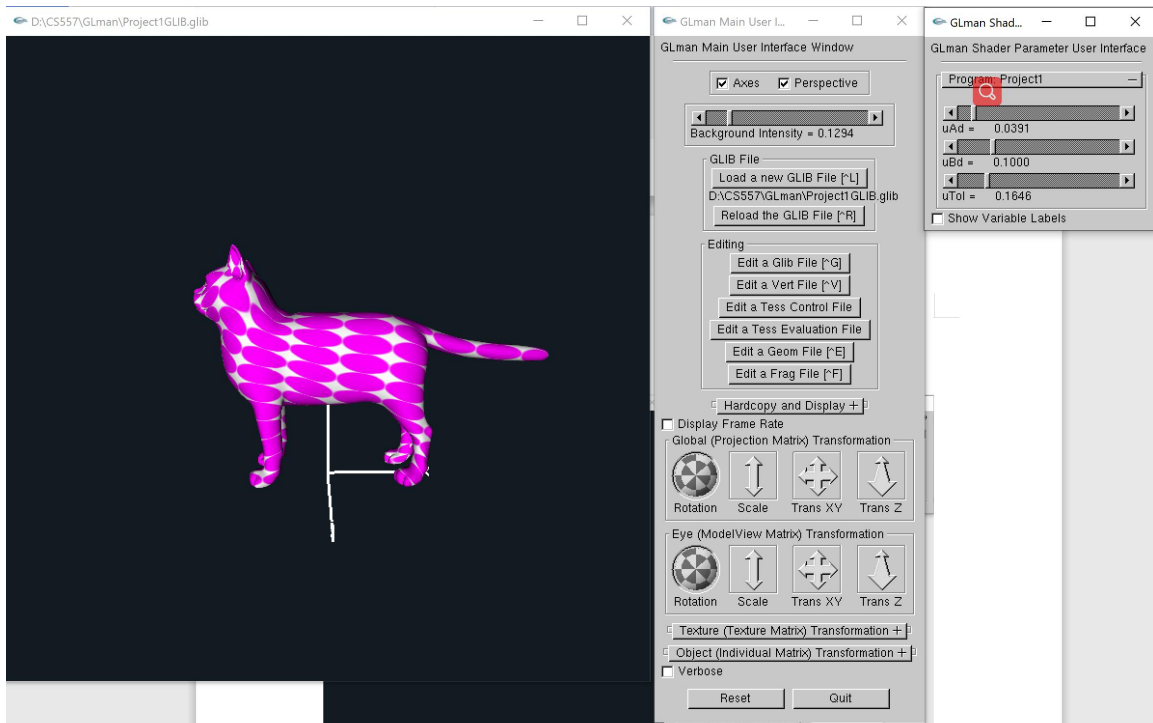 D:\CS557\GLman\Project1GLIB.glib
GLman Main User I...
GLman Shad...
GLman Main User Interface Window
Axes Perspective
Background Intensity = 0.1294
GLIB File
Load a new GLIB File [^L]
D:\CS557\GLman\Project1GLIB.glib
Reload the GLIB File [^R]
Editing
Edit a Glib File [^G]
Edit a Vert File [^V]
Edit a Tess Control File
Edit a Tess Evaluation File
Edit a Geom File [^E]
Edit a Frag File [^F]
Hardcopy and Display +
Display Frame Rate
Global (Projection Matrix) Transformation
Rotation Scale Trans XY Trans Z
Eye (ModelView Matrix) Transformation
Rotation Scale Trans XY Trans Z
Texture (Texture Matrix) Transformation +
Object (Individual Matrix) Transformation +
Verbose
Reset Quit
GLman Shader Parameter User Interface
Program: Project1
uAd = 0.0391
uBd = 0.1000
uTol = 0.1646
Show Variable Labels